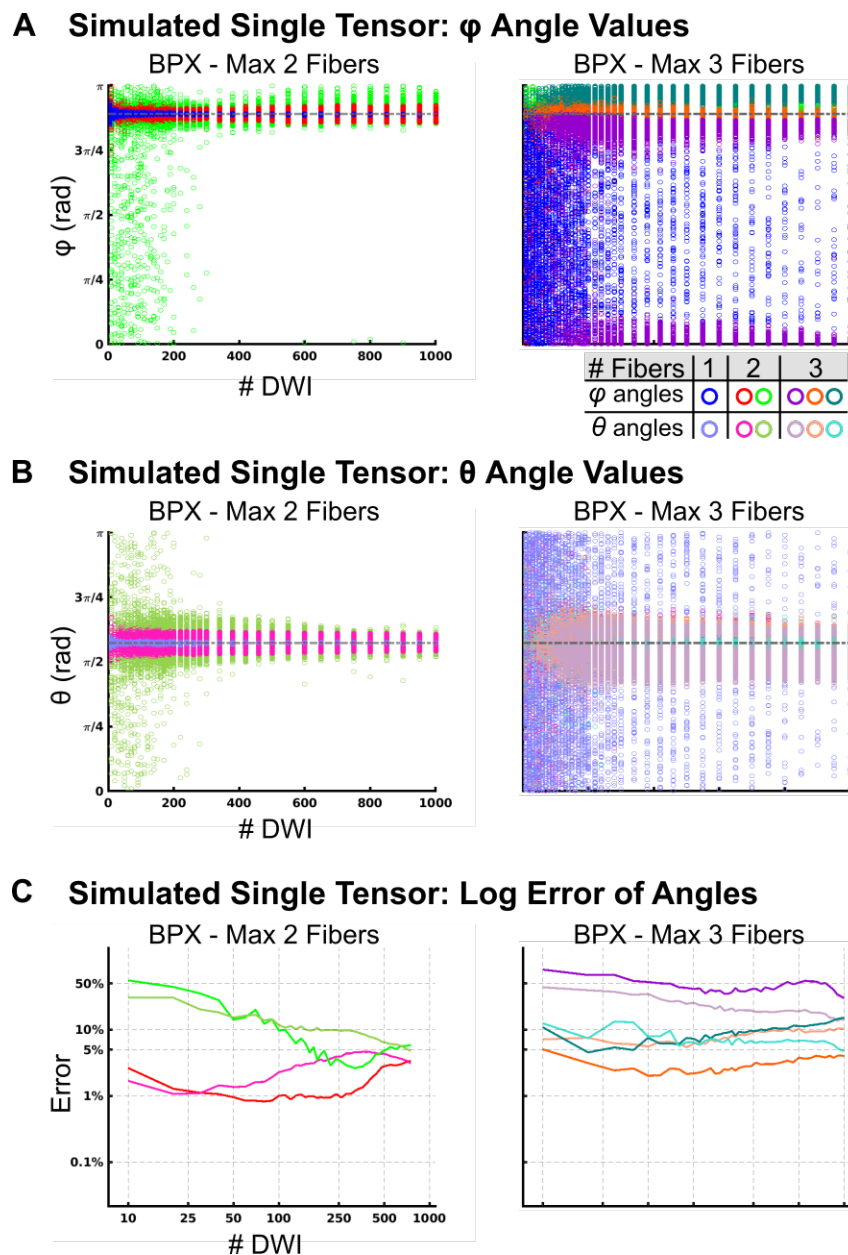 A Simulated Single Tensor: φ Angle Values
BPX - Max 2 Fibers
BPX - Max 3 Fibers
π
3π/4
π/2
π/4
0
φ (rad)
0 200 400 600 800 1000
# DWI
# Fibers 1 2 3
φ angles
θ angles
B Simulated Single Tensor: θ Angle Values
BPX - Max 2 Fibers
BPX - Max 3 Fibers
π
3π/4
π/2
π/4
0
θ (rad)
0 200 400 600 800 1000
# DWI
C Simulated Single Tensor: Log Error of Angles
BPX - Max 2 Fibers
BPX - Max 3 Fibers
50%
10%
5%
1%
0.1%
Error
10 25 50 100 250 500 1000
# DWI